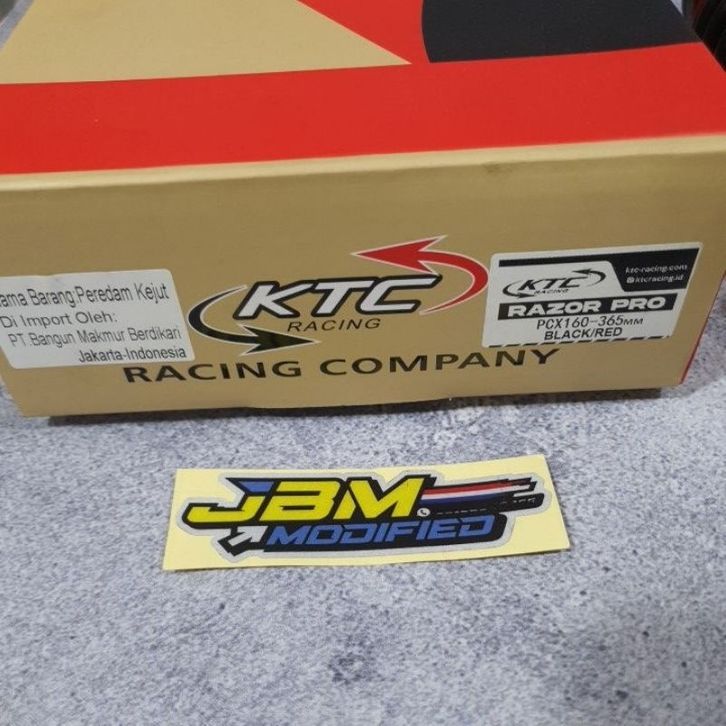 KTC
RACING
RACING COMPANY
ama Barang:Peredam Kejut
Di Import Oleh:
PT.Bangun Makmur Berdikari
Jakarta-Indonesia
KTC
RACING
ktc-racing.com
ktcracing.id
RAZOR PRO
PCX160-365MM
BLACK/RED
JBM
MODIFIED